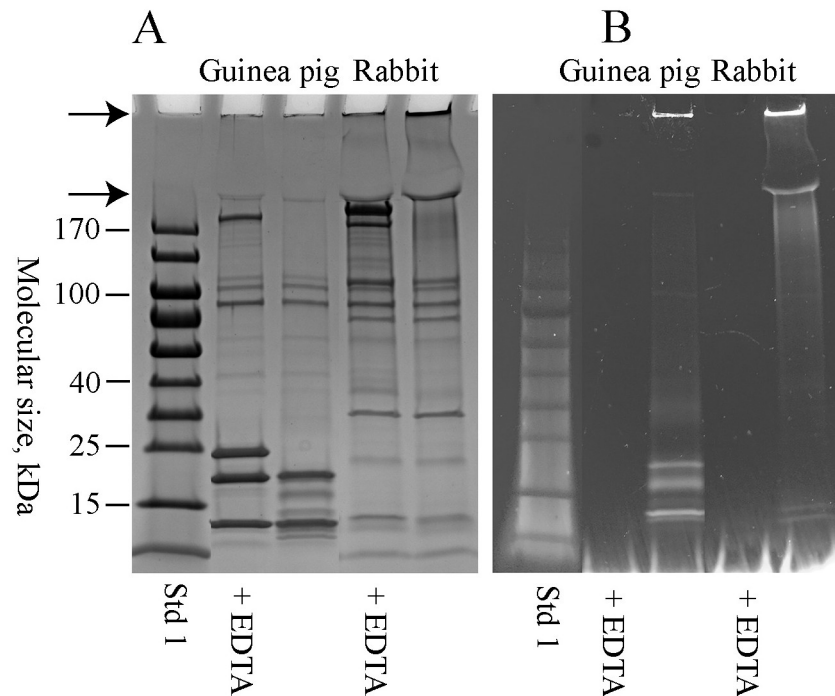 A B
Guinea pig Rabbit Guinea pig Rabbit
Molecular size, kDa
170
100
40
25
15
Std 1 + EDTA + EDTA Std 1 + EDTA + EDTA